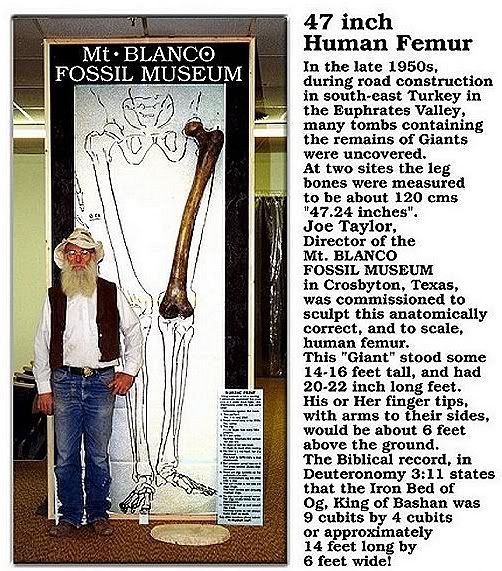 Mt • BLANCO
FOSSIL MUSEUM
47 inch
Human Femur
In the late 1950s,
during road construction
in south-east Turkey in
the Euphrates Valley,
many tombs containing
the remains of Giants
were uncovered.
At two sites the leg
bones were measured
to be about 120 cms
"47.24 inches".
Joe Taylor,
Director of the
Mt. BLANCO
FOSSIL MUSEUM
in Crosbyton, Texas,
was commissioned to
sculpt this anatomically
correct, and to scale,
human femur.
This "Giant" stood some
14-16 feet tall, and had
20-22 inch long feet.
His or Her finger tips,
with arms to their sides,
would be about 6 feet
above the ground.
The Biblical record, in
Deuteronomy 3:11 states
that the Iron Bed of
Og, King of Bashan was
9 cubits by 4 cubits
or approximately
14 feet long by
6 feet wide!